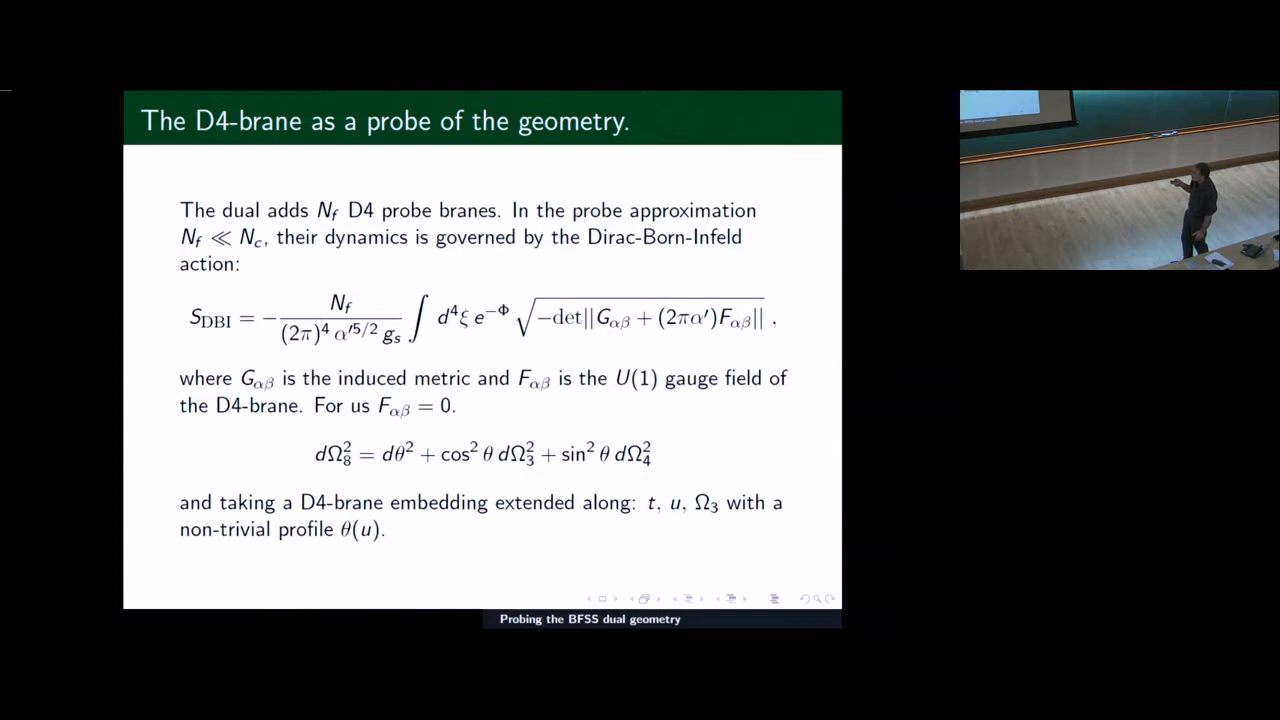 The D4-brane as a probe of the geometry.
The dual adds N_f D4 probe branes. In the probe approximation
N_f ≪ N_c, their dynamics is governed by the Dirac-Born-Infeld
action:
S_DBI = − N_f / ((2π)^4 α′^{5/2} g_s) ∫ d^4ξ e^{−Φ} √(−det||G_{αβ} + (2πα′)F_{αβ}||) ,
where G_{αβ} is the induced metric and F_{αβ} is the U(1) gauge field of
the D4-brane. For us F_{αβ} = 0.
dΩ_8^2 = dθ^2 + cos^2 θ dΩ_3^2 + sin^2 θ dΩ_4^2
and taking a D4-brane embedding extended along: t, u, Ω_3 with a
non-trivial profile θ(u).
Probing the BFSS dual geometry